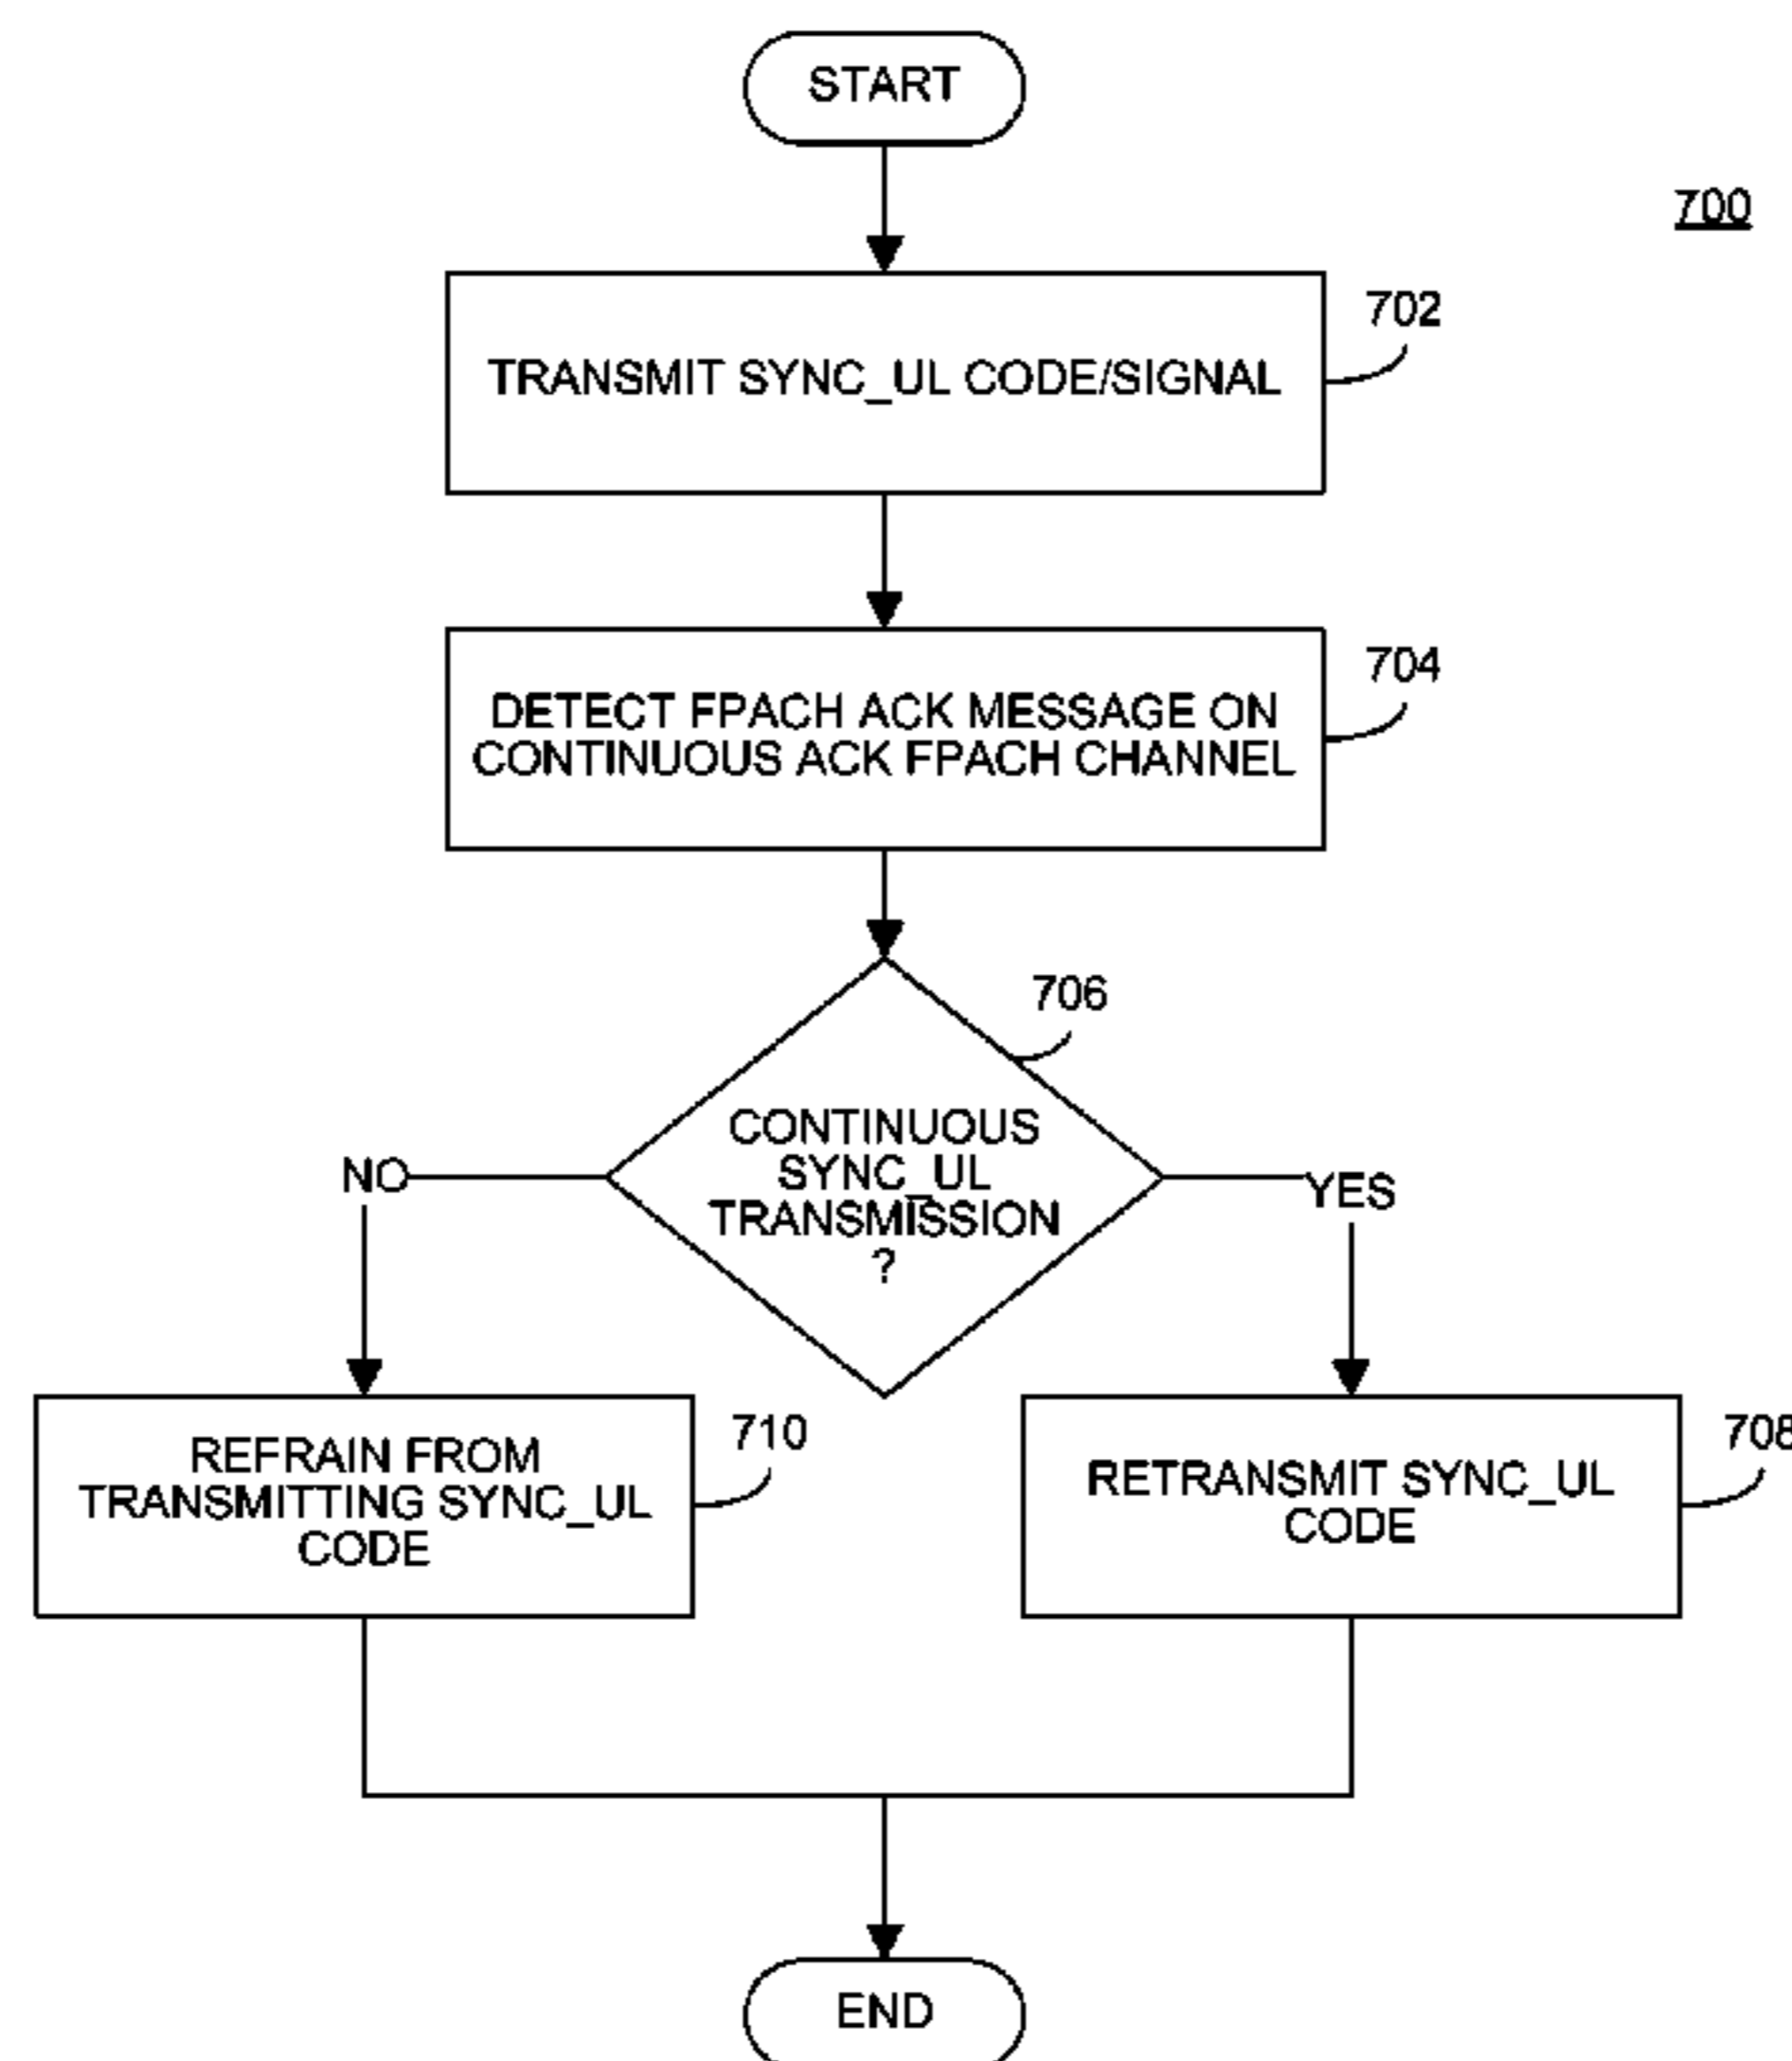 START
700
702
TRANSMIT SYNC_UL CODE/SIGNAL
704
DETECT FPACH ACK MESSAGE ON
CONTINUOUS ACK FPACH CHANNEL
706
CONTINUOUS
SYNC_UL
TRANSMISSION
?
NO
YES
710
REFRAIN FROM
TRANSMITTING SYNC_UL
CODE
708
RETRANSMIT SYNC_UL
CODE
END